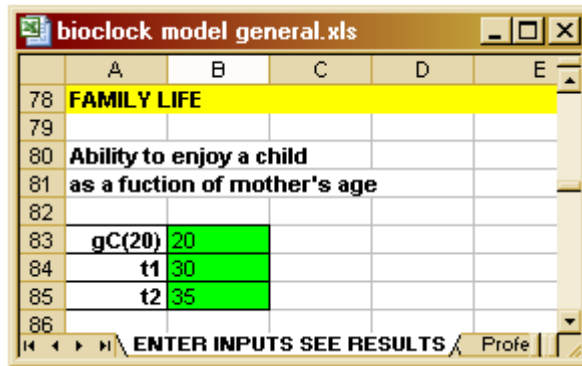 bioclock model general.xls
A B C D E
78 FAMILY LIFE
79
80 Ability to enjoy a child
81 as a fuction of mother's age
82
83 gC(20) 20
84 t1 30
85 t2 35
86
ENTER INPUTS SEE RESULTS Profe